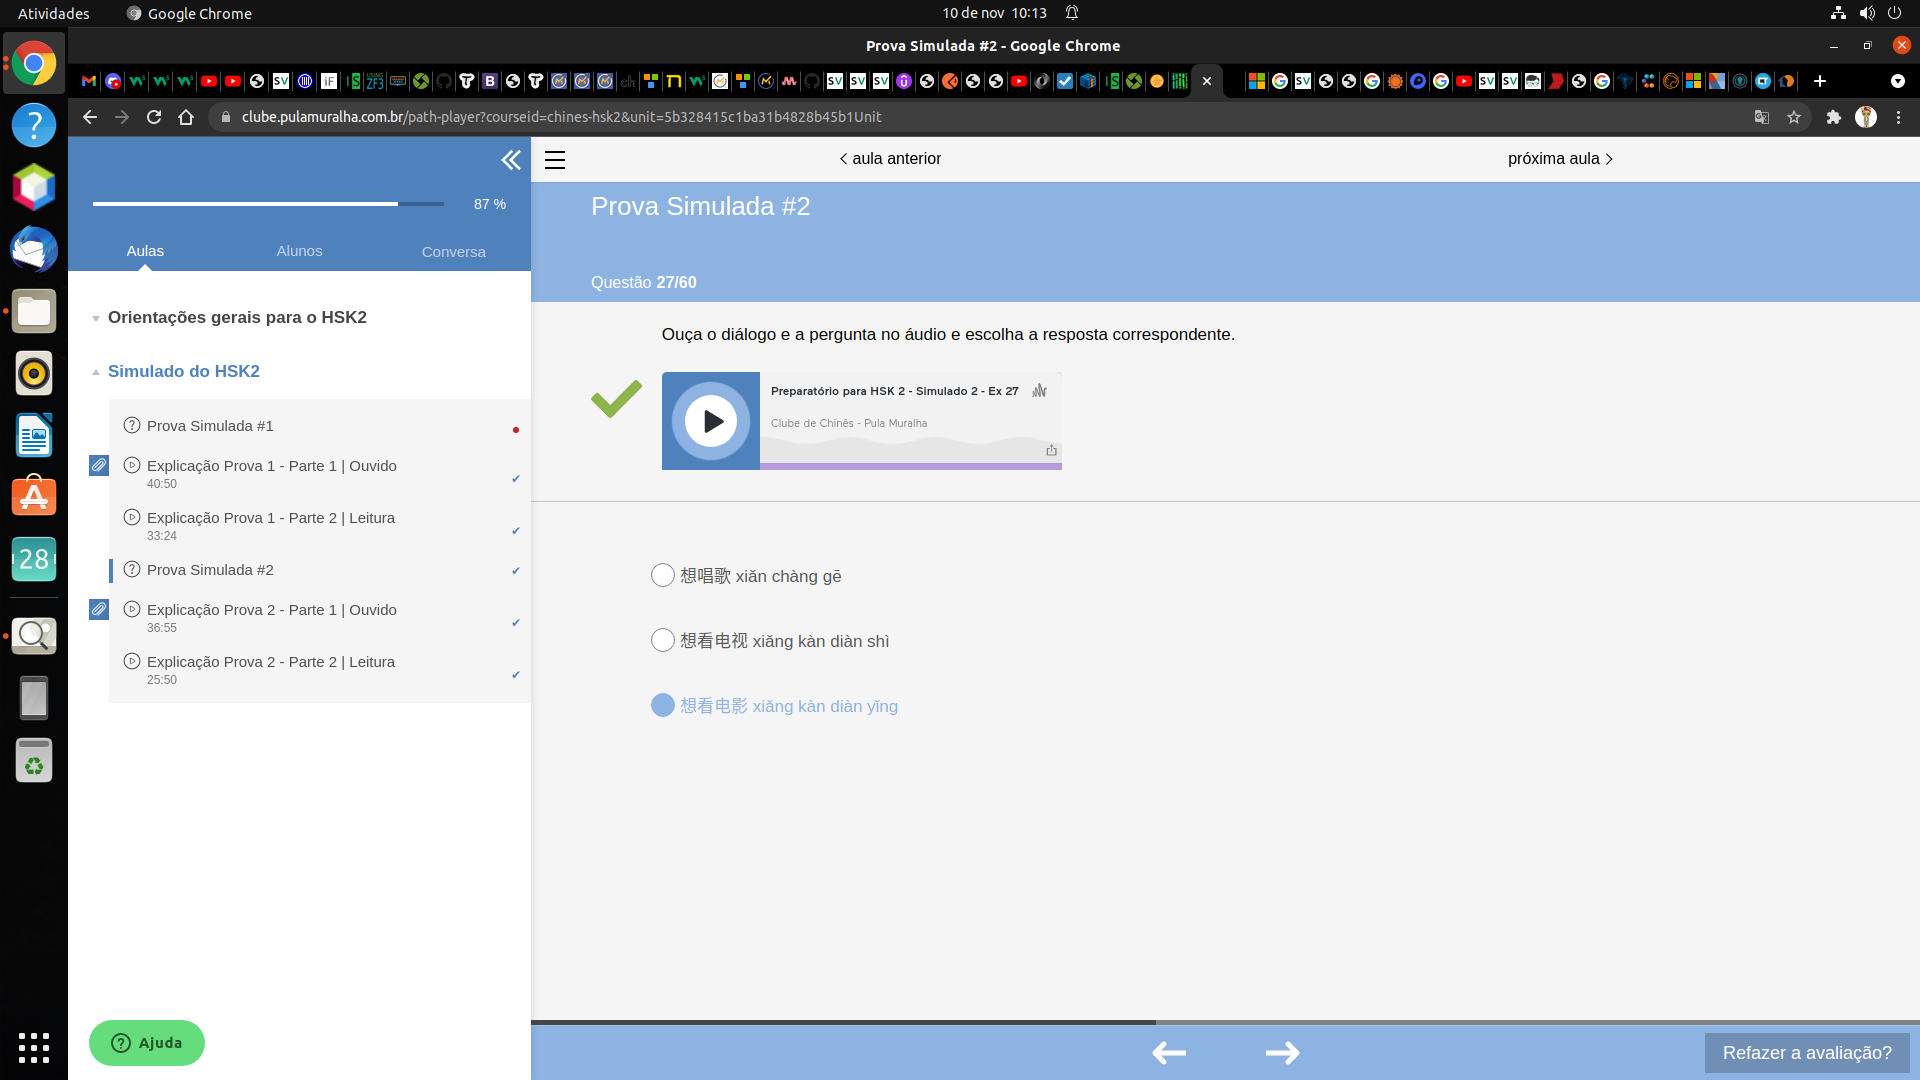 Atividades
Google Chrome
10 de nov 10:13
Prova Simulada #2 - Google Chrome
clube.pulamuralha.com.br/path-player?courseid=chines-hsk2&unit=5b328415c1ba31b4828b45b1Unit
87 %
Aulas
Alunos
Conversa
Orientações gerais para o HSK2
Simulado do HSK2
Prova Simulada #1
Explicação Prova 1 - Parte 1 | Ouvido
40:50
Explicação Prova 1 - Parte 2 | Leitura
33:24
Prova Simulada #2
Explicação Prova 2 - Parte 1 | Ouvido
36:55
Explicação Prova 2 - Parte 2 | Leitura
25:50
28
Ajuda
aula anterior
próxima aula
Prova Simulada #2
Questão 27/60
Ouça o diálogo e a pergunta no áudio e escolha a resposta correspondente.
Preparatório para HSK 2 - Simulado 2 - Ex 27
Clube de Chinês - Pula Muralha
想唱歌 xiǎn chàng gē
想看电视 xiǎng kàn diàn shì
想看电影 xiǎng kàn diàn yǐng
Refazer a avaliação?